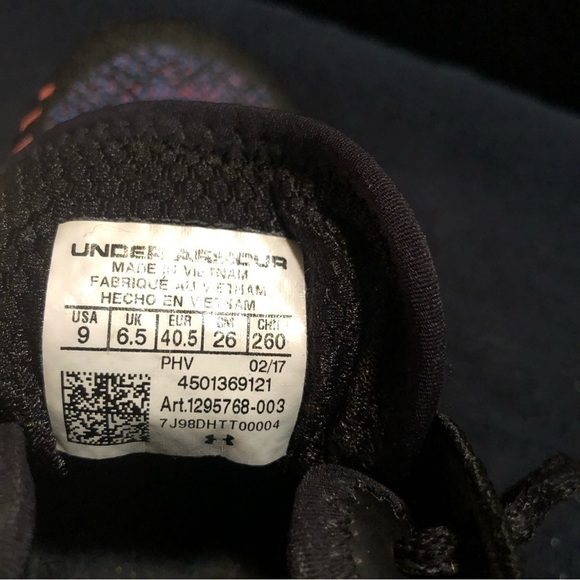 UNDER ARMOUR
MADE IN VIETNAM
FABRIQUÉ AU VIETNAM
HECHO EN VIETNAM
USA UK EUR CM CHN
9 6.5 40.5 26 260
PHV 02/17
4501369121
Art.1295768-003
7J98DHTT00004